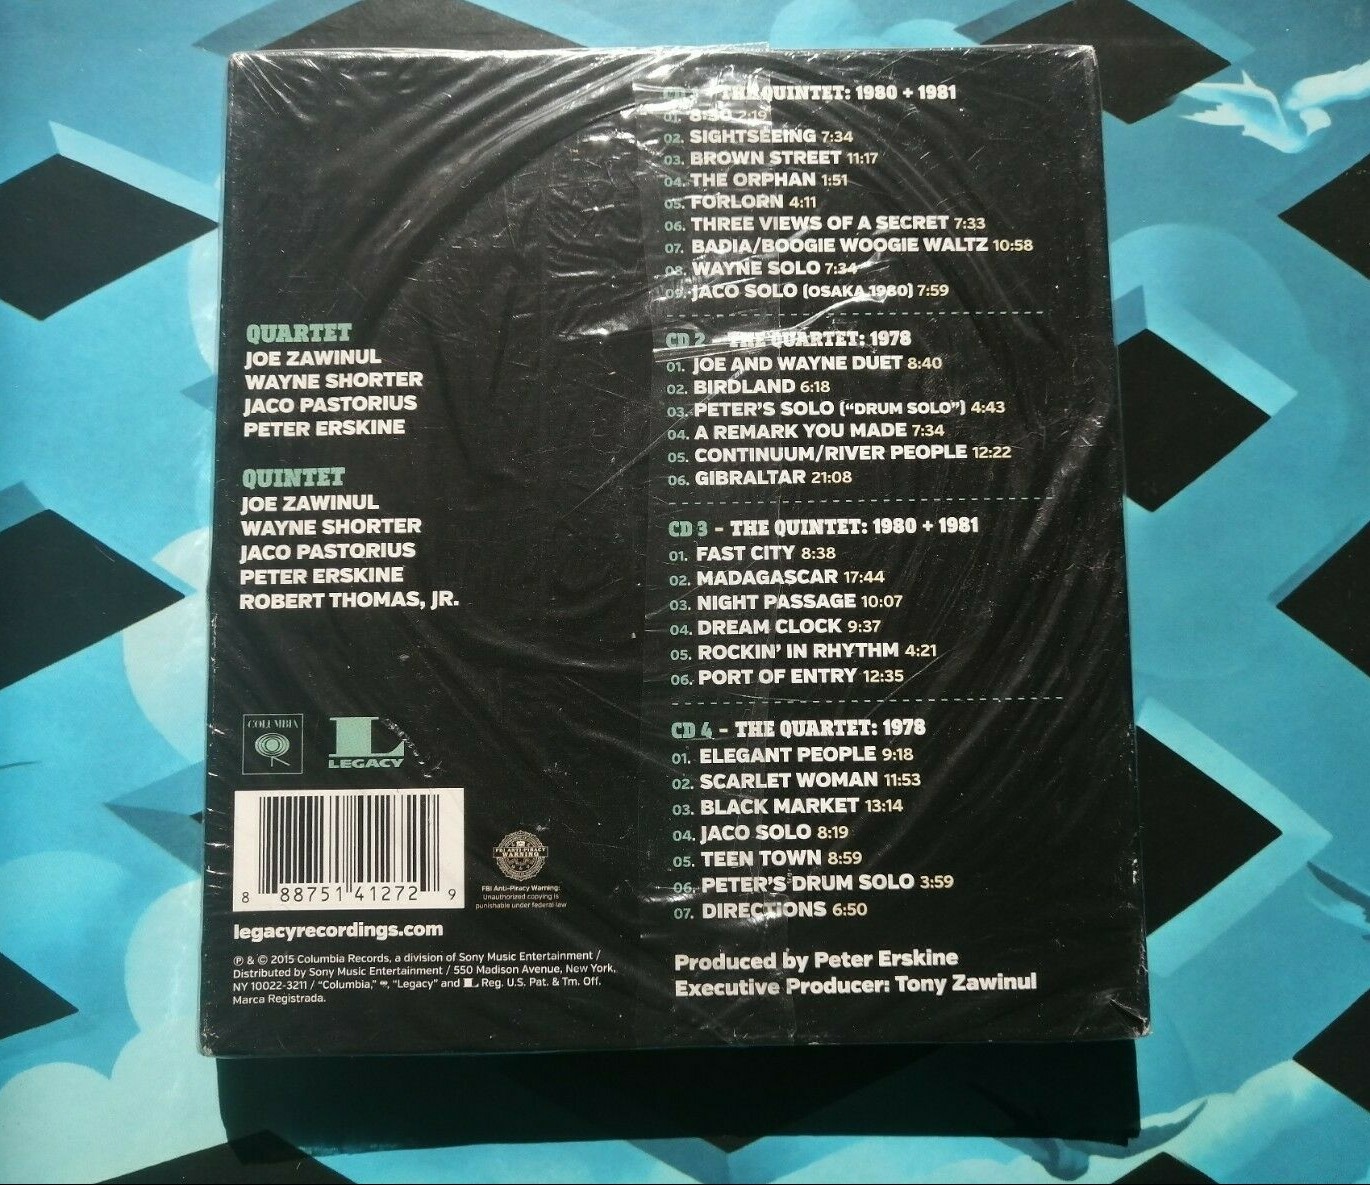 QUARTET
JOE ZAWINUL
WAYNE SHORTER
JACO PASTORIUS
PETER ERSKINE
QUINTET
JOE ZAWINUL
WAYNE SHORTER
JACO PASTORIUS
PETER ERSKINE
ROBERT THOMAS, JR.
COLUMBIA
L
LEGACY
8 88751 41272 9
FBI ANTI-PIRACY
WARNING
FBI Anti-Piracy Warning:
Unauthorized copying is
punishable under federal law
legacyrecordings.com
℗ & © 2015 Columbia Records, a division of Sony Music Entertainment /
Distributed by Sony Music Entertainment / 550 Madison Avenue, New York,
NY 10022-3211 / "Columbia," "Legacy" and L Reg. U.S. Pat. & Tm. Off.
Marca Registrada.
CD 1 - THE QUINTET: 1980 + 1981
01. 8:30 2:19
02. SIGHTSEEING 7:34
03. BROWN STREET 11:17
04. THE ORPHAN 1:51
05. FORLORN 4:11
06. THREE VIEWS OF A SECRET 7:33
07. BADIA/BOOGIE WOOGIE WALTZ 10:58
08. WAYNE SOLO 7:34
09. JACO SOLO (OSAKA 1980) 7:59
CD 2 - THE QUARTET: 1978
01. JOE AND WAYNE DUET 8:40
02. BIRDLAND 6:18
03. PETER'S SOLO ("DRUM SOLO") 4:43
04. A REMARK YOU MADE 7:34
05. CONTINUUM/RIVER PEOPLE 12:22
06. GIBRALTAR 21:08
CD 3 - THE QUINTET: 1980 + 1981
01. FAST CITY 8:38
02. MADAGASCAR 17:44
03. NIGHT PASSAGE 10:07
04. DREAM CLOCK 9:37
05. ROCKIN' IN RHYTHM 4:21
06. PORT OF ENTRY 12:35
CD 4 - THE QUARTET: 1978
01. ELEGANT PEOPLE 9:18
02. SCARLET WOMAN 11:53
03. BLACK MARKET 13:14
04. JACO SOLO 8:19
05. TEEN TOWN 8:59
06. PETER'S DRUM SOLO 3:59
07. DIRECTIONS 6:50
Produced by Peter Erskine
Executive Producer: Tony Zawinul